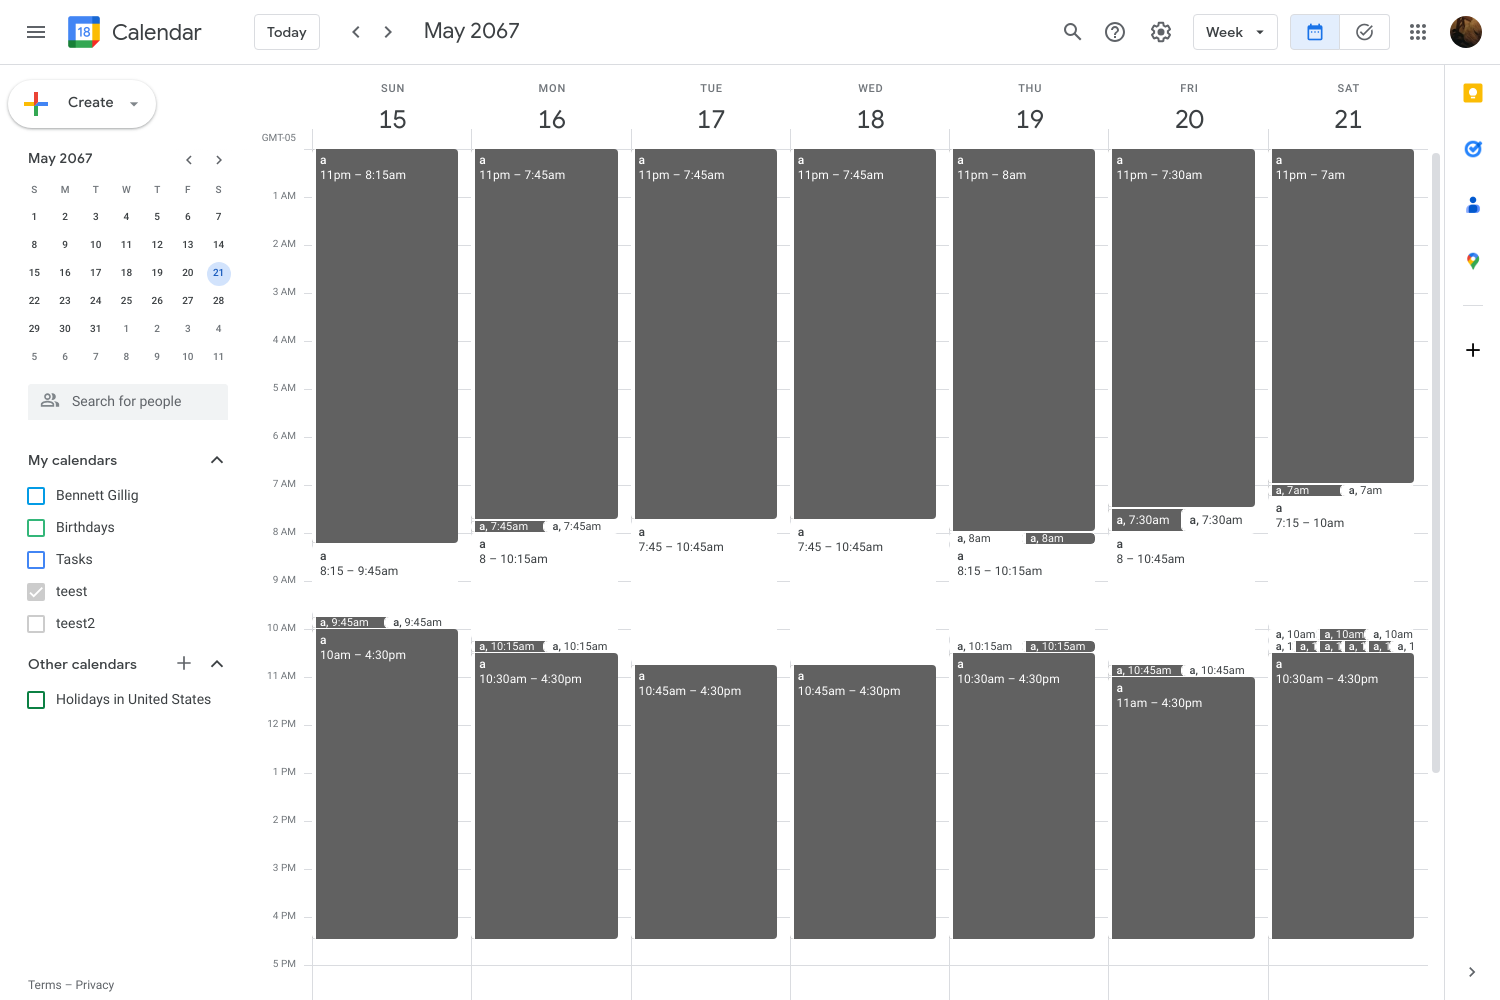 18 Calendar
Today
May 2067
Week
Create
May 2067
S M T W T F S
1 2 3 4 5 6 7
8 9 10 11 12 13 14
15 16 17 18 19 20 21
22 23 24 25 26 27 28
29 30 31 1 2 3 4
5 6 7 8 9 10 11
Search for people
My calendars
Bennett Gillig
Birthdays
Tasks
teest
teest2
Other calendars
Holidays in United States
Terms – Privacy
GMT-05
SUN MON TUE WED THU FRI SAT
15 16 17 18 19 20 21
1 AM
2 AM
3 AM
4 AM
5 AM
6 AM
7 AM
8 AM
9 AM
10 AM
11 AM
12 PM
1 PM
2 PM
3 PM
4 PM
5 PM
a
11pm – 8:15am
a
8:15 – 9:45am
a, 9:45am a, 9:45am
a
10am – 4:30pm
a
11pm – 7:45am
a, 7:45am a, 7:45am
a
8 – 10:15am
a, 10:15am a, 10:15am
a
10:30am – 4:30pm
a
11pm – 7:45am
a
7:45 – 10:45am
a
10:45am – 4:30pm
a
11pm – 7:45am
a
7:45 – 10:45am
a
10:45am – 4:30pm
a
11pm – 8am
a, 8am a, 8am
a
8:15 – 10:15am
a, 10:15am a, 10:15am
a
10:30am – 4:30pm
a
11pm – 7:30am
a, 7:30am a, 7:30am
a
8 – 10:45am
a, 10:45am a, 10:45am
a
11am – 4:30pm
a
11pm – 7am
a, 7am a, 7am
a
7:15 – 10am
a, 10am a, 10am a, 10am
a, 1 a, 1 a, 1 a, 1 a, 1 a, 1
a
10:30am – 4:30pm